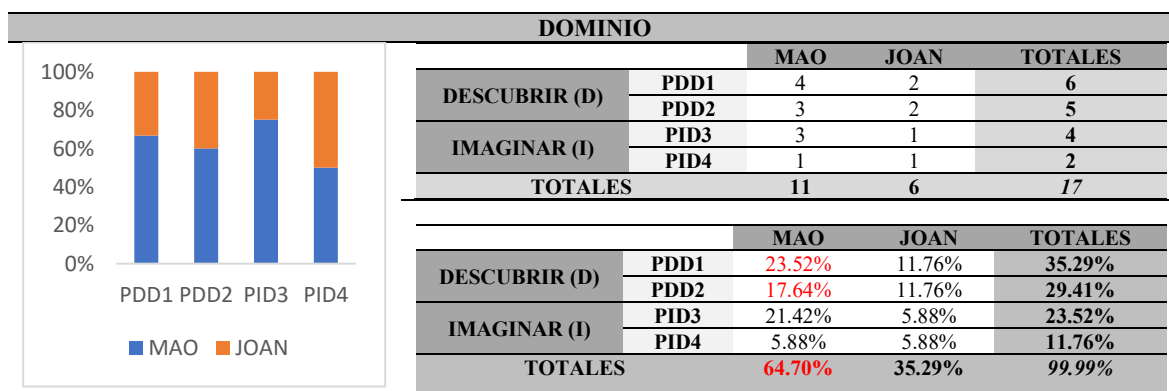 DOMINIO
100%
80%
60%
40%
20%
0%
PDD1 PDD2 PID3 PID4
MAO JOAN
MAO JOAN TOTALES
DESCUBRIR (D) PDD1 4 2 6
PDD2 3 2 5
IMAGINAR (I) PID3 3 1 4
PID4 1 1 2
TOTALES 11 6 17
MAO JOAN TOTALES
DESCUBRIR (D) PDD1 23.52% 11.76% 35.29%
PDD2 17.64% 11.76% 29.41%
IMAGINAR (I) PID3 21.42% 5.88% 23.52%
PID4 5.88% 5.88% 11.76%
TOTALES 64.70% 35.29% 99.99%